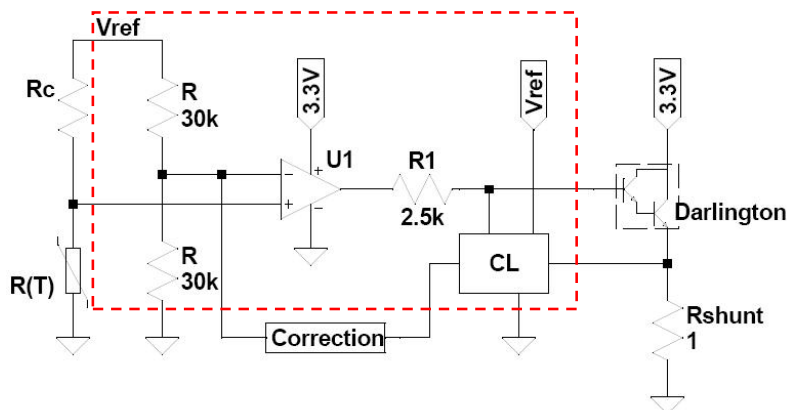 Vref
Rc
R
30k
3.3V
Vref
3.3V
U1
R1
2.5k
Darlington
R
30k
R(T)
CL
Correction
Rshunt
1